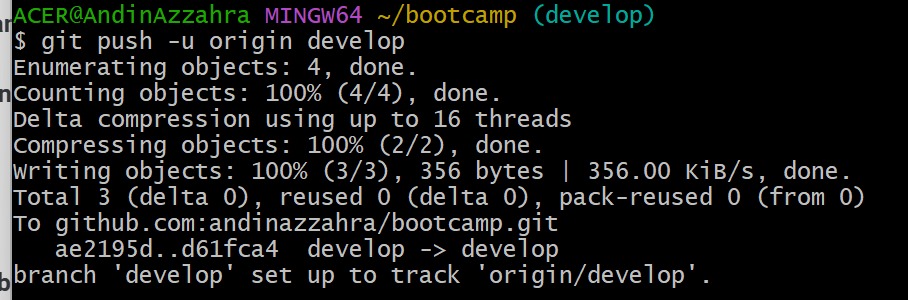 ACER@AndinAzzahra MINGW64 ~/bootcamp (develop)
$ git push -u origin develop
Enumerating objects: 4, done.
Counting objects: 100% (4/4), done.
Delta compression using up to 16 threads
Compressing objects: 100% (2/2), done.
Writing objects: 100% (3/3), 356 bytes | 356.00 KiB/s, done.
Total 3 (delta 0), reused 0 (delta 0), pack-reused 0 (from 0)
To github.com:andinazzahra/bootcamp.git
   ae2195d..d61fca4  develop -> develop
branch 'develop' set up to track 'origin/develop'.